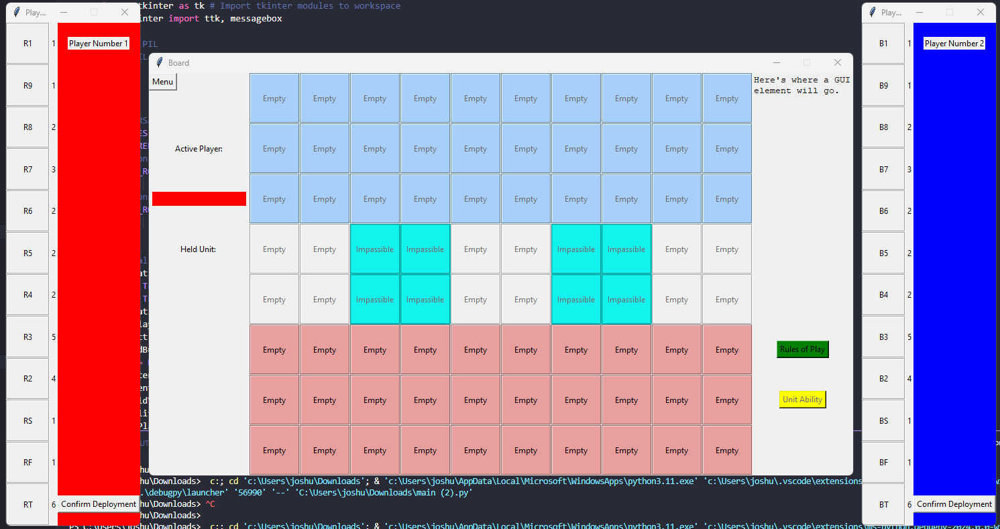 tkinter as tk # Import tkinter modules to workspace
inter import ttk, messagebox
PIL
PIL
Play...
R1 1
R9 1
R8 2
R7 3
R6 2
R5 2
R4 2
R3 5
R2 4
RS 1
RF 1
RT 6
Player Number 1
Confirm Deployment
Board
Menu
Active Player:
Held Unit:
Empty Empty Empty Empty Empty Empty Empty Empty Empty Empty
Empty Empty Empty Empty Empty Empty Empty Empty Empty Empty
Empty Empty Empty Empty Empty Empty Empty Empty Empty Empty
Empty Empty Impassible Impassible Empty Empty Impassible Impassible Empty Empty
Empty Empty Impassible Impassible Empty Empty Impassible Impassible Empty Empty
Empty Empty Empty Empty Empty Empty Empty Empty Empty Empty
Empty Empty Empty Empty Empty Empty Empty Empty Empty Empty
Empty Empty Empty Empty Empty Empty Empty Empty Empty Empty
Here's where a GUI
element will go.
Rules of Play
Unit Ability
Play...
B1 1
B9 1
B8 2
B7 3
B6 2
B5 2
B4 2
B3 5
B2 4
BS 1
BF 1
BT 6
Player Number 2
Confirm Deployment
hu\Downloads> c:; cd 'c:\Users\joshu\Downloads'; & 'c:\Users\joshu\AppData\Local\Microsoft\WindowsApps\python3.11.exe' 'c:\Users\joshu\.vscode\extensions
.\debugpy\launcher' '56990' '--' 'C:\Users\joshu\Downloads\main (2).py'
hu\Downloads> ^C
hu\Downloads>
PS C:\Users\joshu\Downloads> c:; cd 'c:\Users\joshu\Downloads'; & 'c:\Users\joshu\AppData\Local\Microsoft\WindowsApps\python3.11.exe' 'c:\Users\joshu\.vscode\extensions\ms-python.debugpy-2024.0.0-w